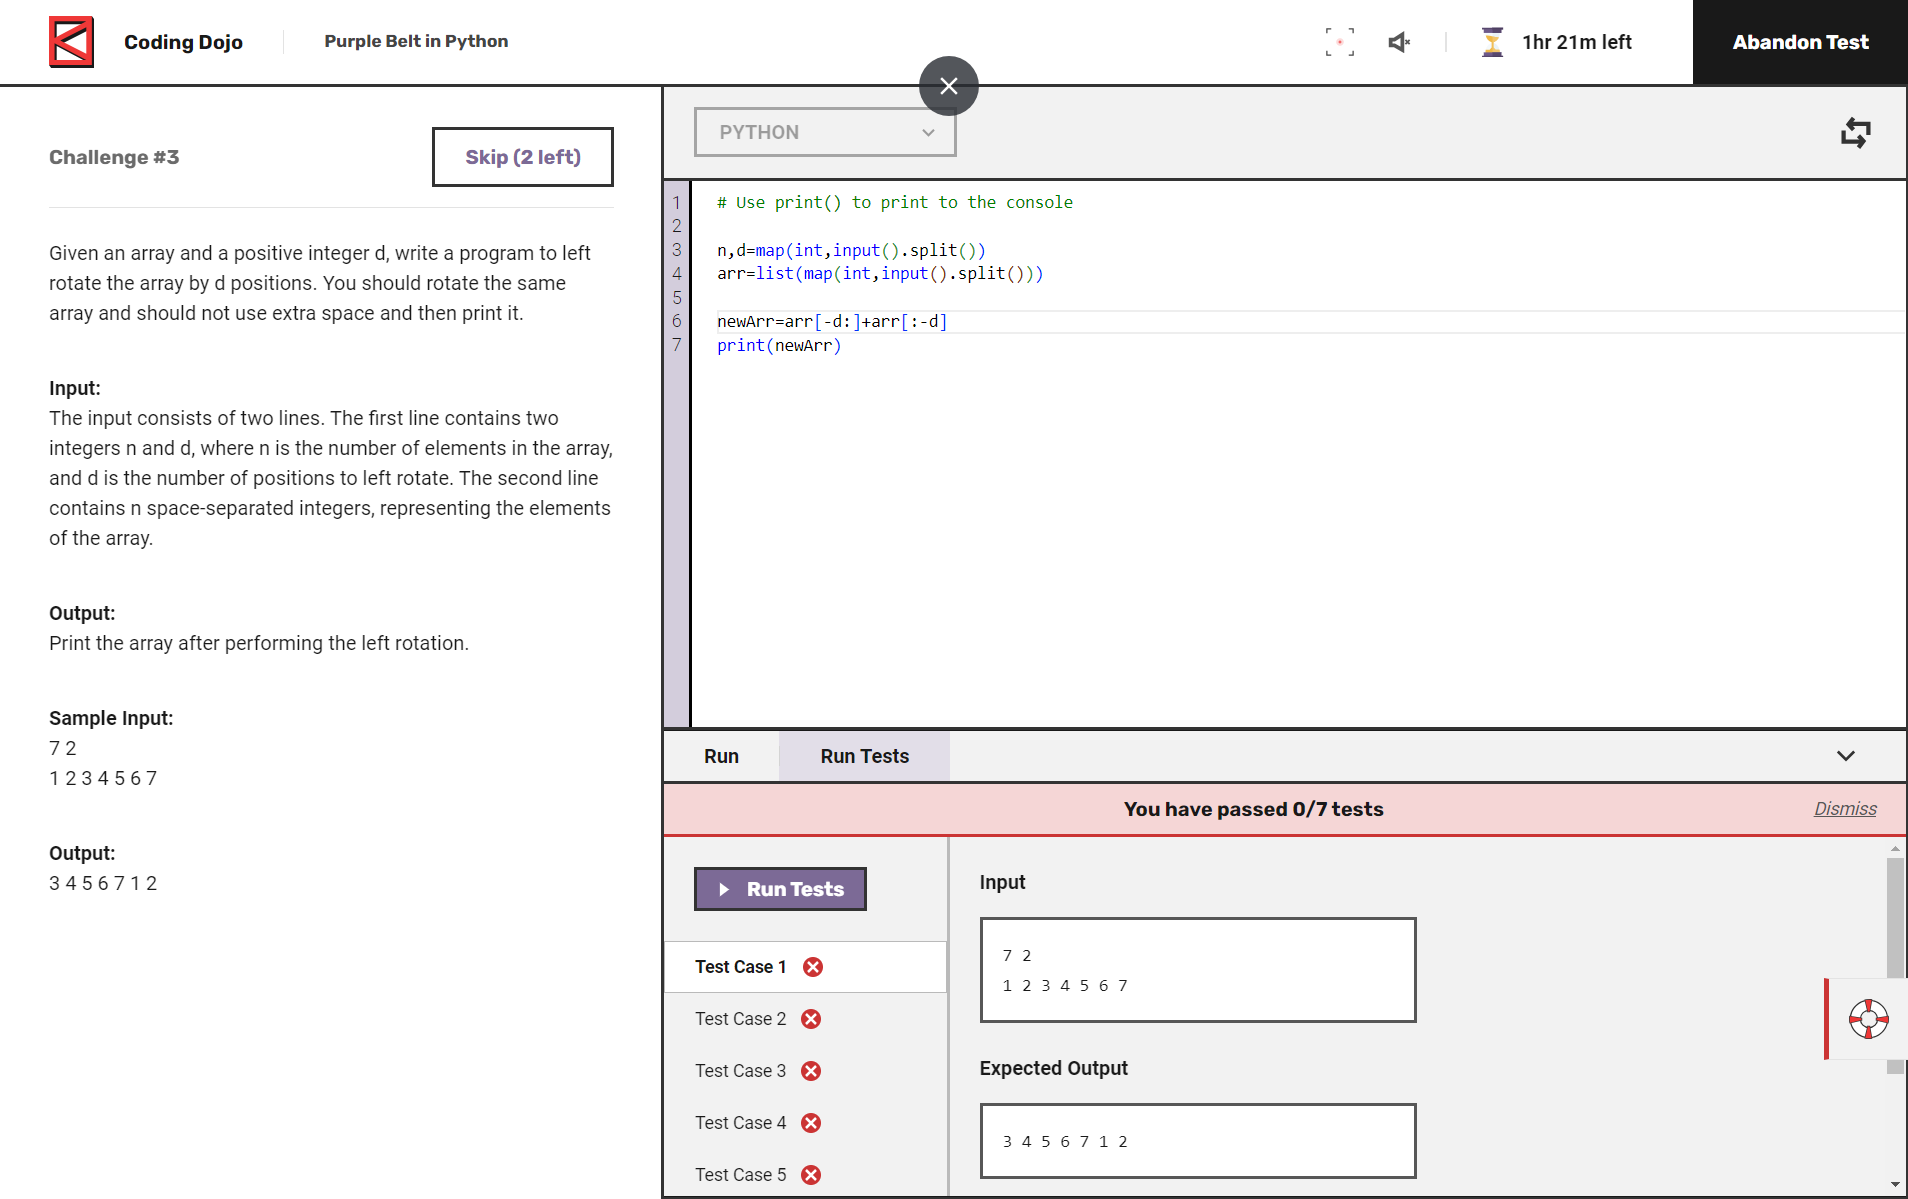 Coding Dojo
Purple Belt in Python
1hr 21m left
Abandon Test
Challenge #3
Skip (2 left)
Given an array and a positive integer d, write a program to left
rotate the array by d positions. You should rotate the same
array and should not use extra space and then print it.
Input:
The input consists of two lines. The first line contains two
integers n and d, where n is the number of elements in the array,
and d is the number of positions to left rotate. The second line
contains n space-separated integers, representing the elements
of the array.
Output:
Print the array after performing the left rotation.
Sample Input:
7 2
1 2 3 4 5 6 7
Output:
3 4 5 6 7 1 2
PYTHON
1 # Use print() to print to the console
2
3 n,d=map(int,input().split())
4 arr=list(map(int,input().split()))
5
6 newArr=arr[-d:]+arr[:-d]
7 print(newArr)
Run
Run Tests
You have passed 0/7 tests
Dismiss
Run Tests
Test Case 1
Test Case 2
Test Case 3
Test Case 4
Test Case 5
Input
7 2
1 2 3 4 5 6 7
Expected Output
3 4 5 6 7 1 2